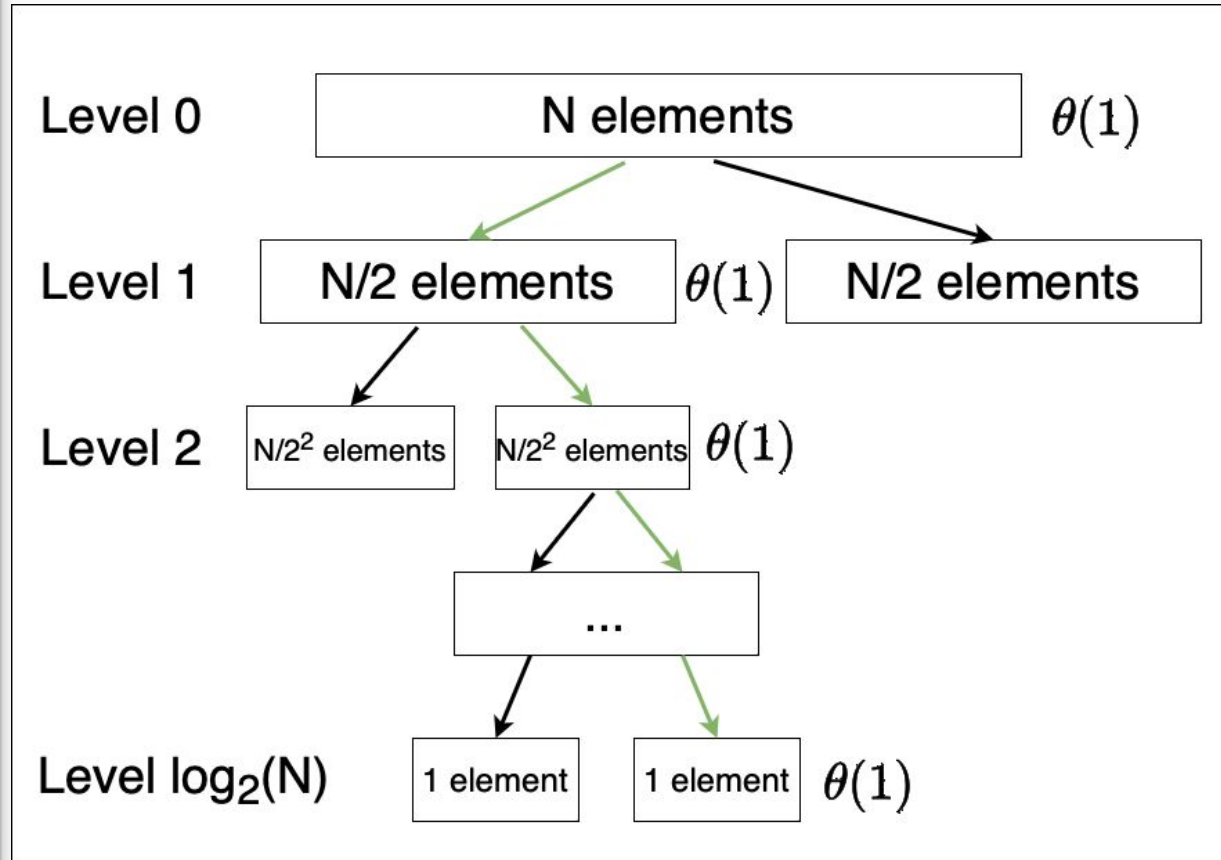 Level 0 N elements θ(1)
Level 1 N/2 elements θ(1) N/2 elements
Level 2 N/2² elements N/2² elements θ(1)
...
Level log₂(N) 1 element 1 element θ(1)